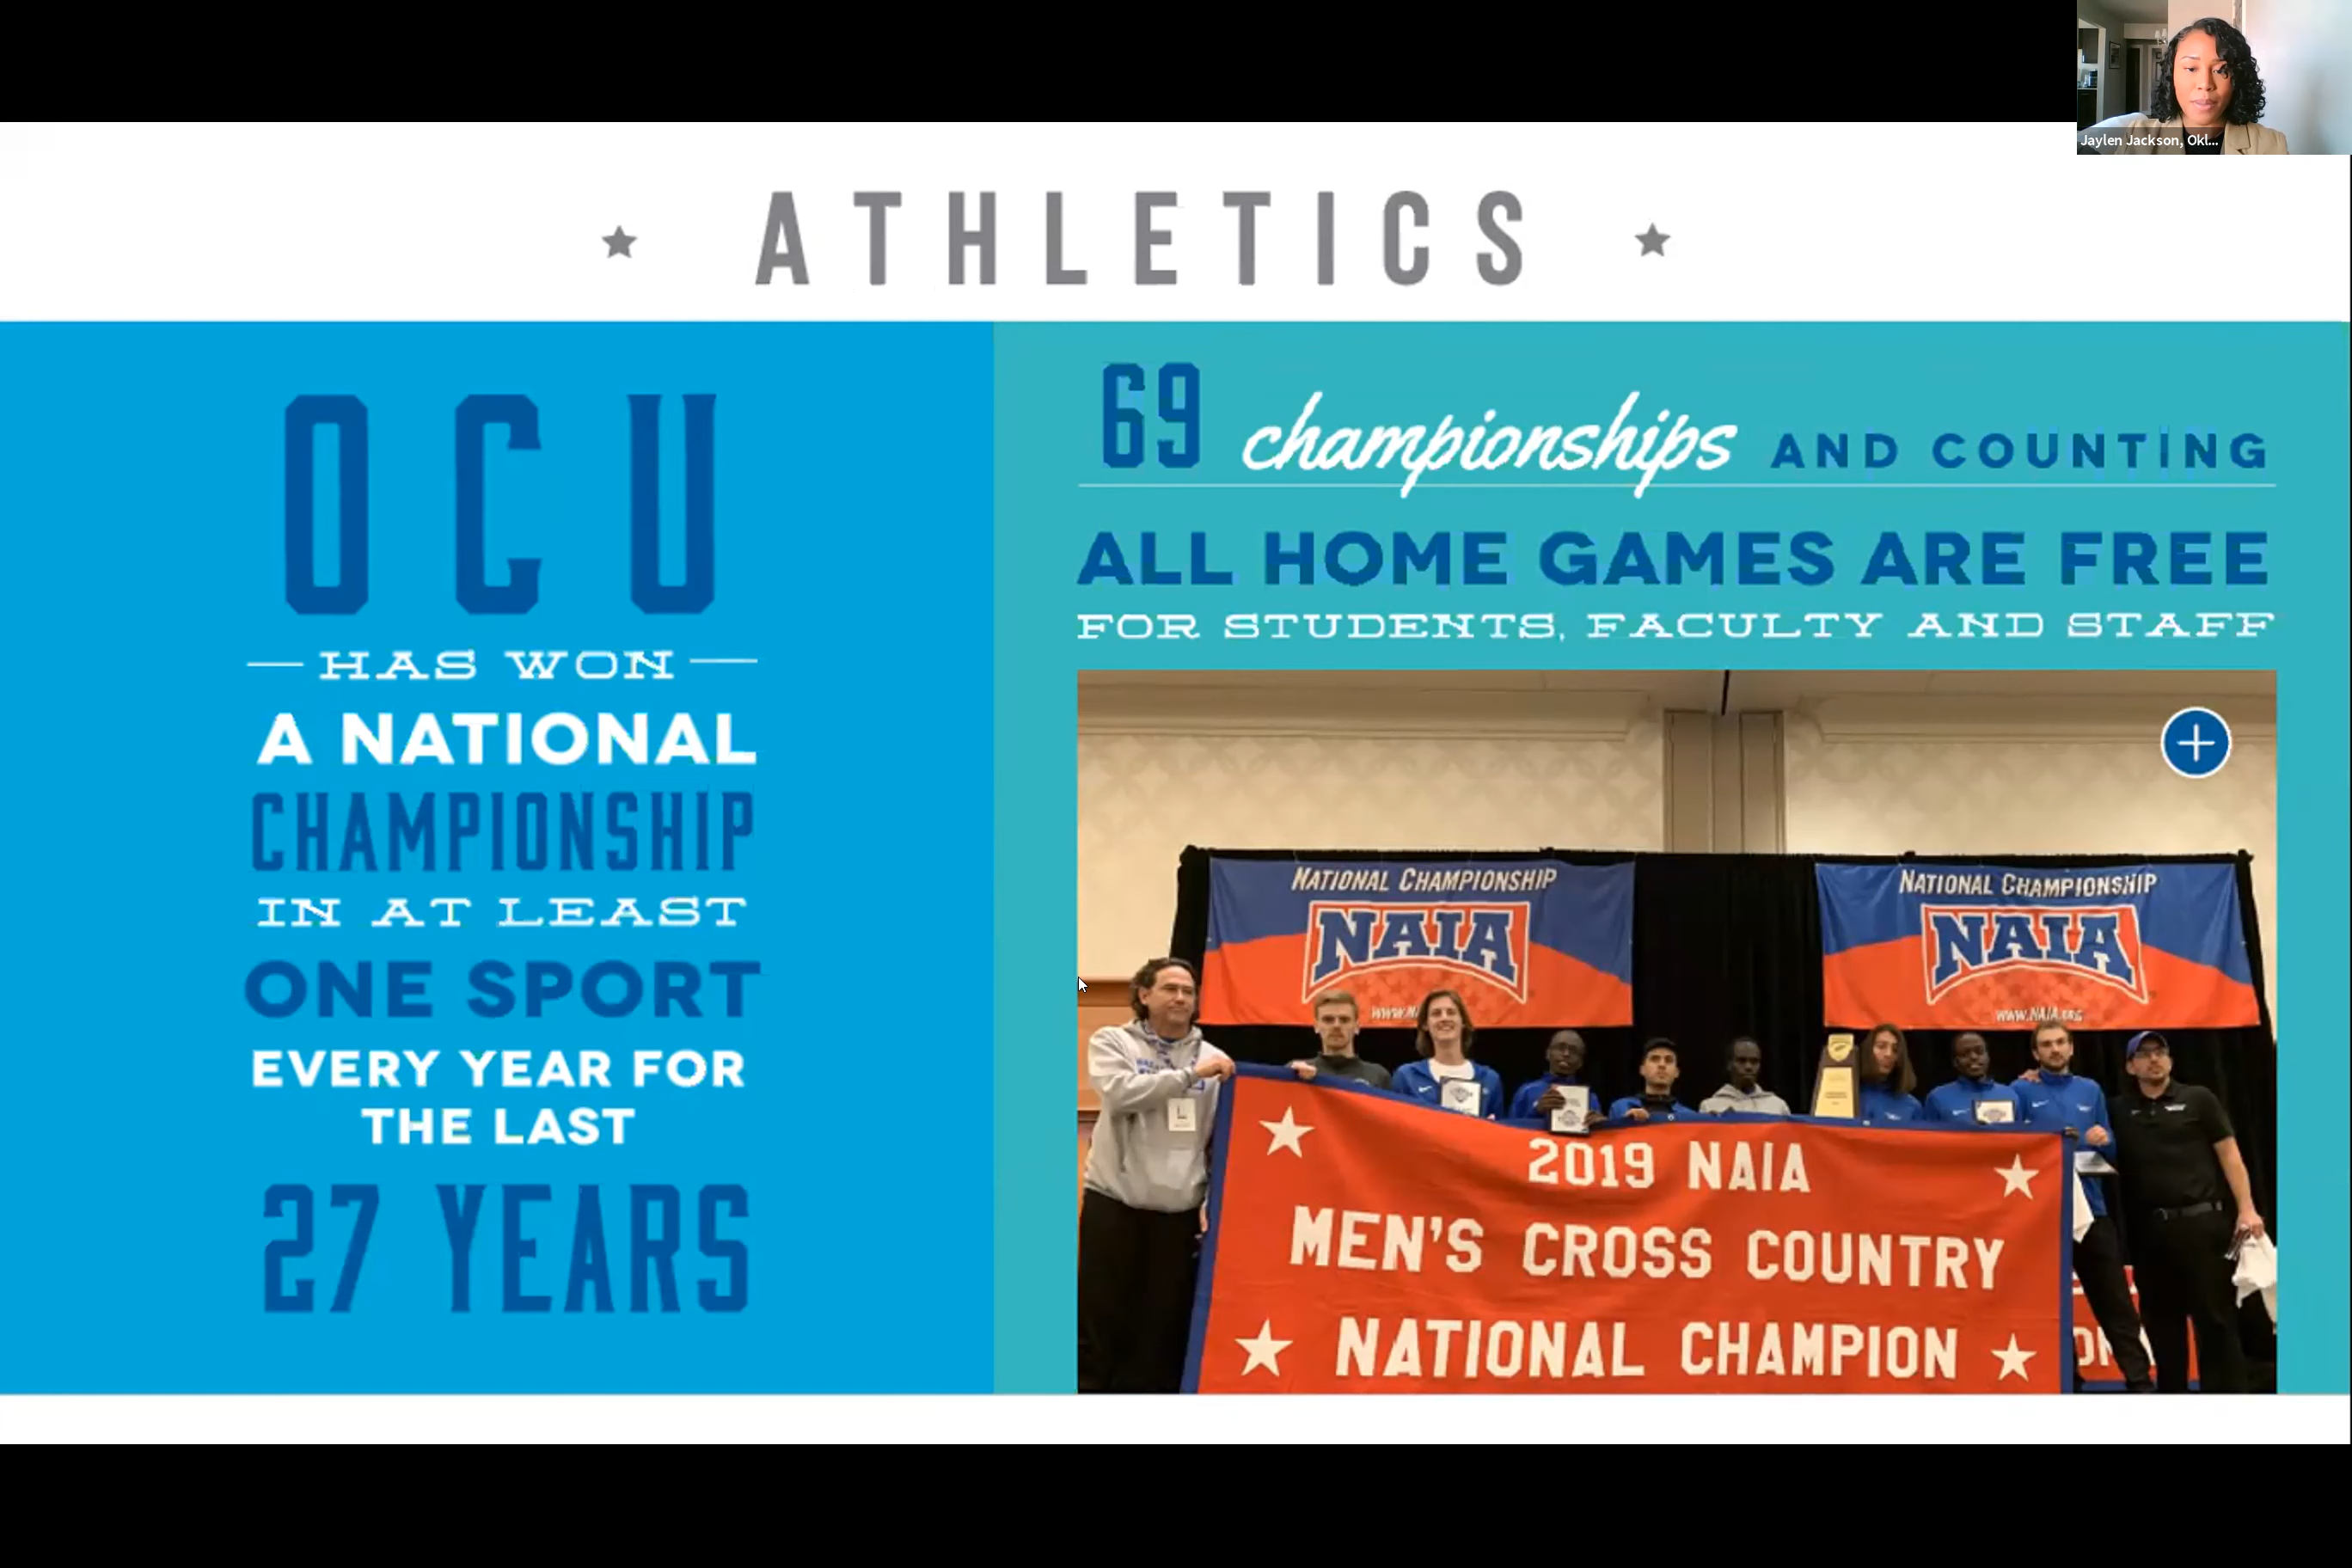 Jaylen Jackson, Okl...
ATHLETICS
OCU
HAS WON
A NATIONAL
CHAMPIONSHIP
IN AT LEAST
ONE SPORT
EVERY YEAR FOR
THE LAST
27 YEARS
69 championships AND COUNTING
ALL HOME GAMES ARE FREE
FOR STUDENTS, FACULTY AND STAFF
NATIONAL CHAMPIONSHIP
NAIA
NATIONAL CHAMPIONSHIP
NAIA
WWW.NAIA.ORG
2019 NAIA
MEN'S CROSS COUNTRY
NATIONAL CHAMPION